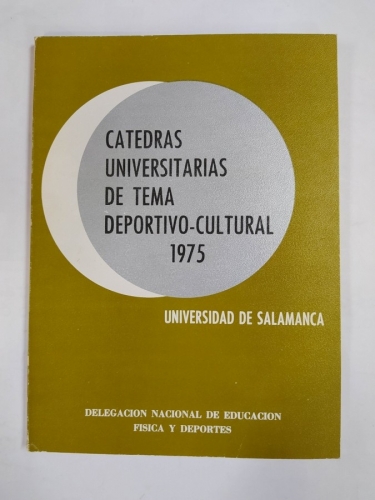 CATEDRAS
UNIVERSITARIAS
DE TEMA
DEPORTIVO-CULTURAL
1975
UNIVERSIDAD DE SALAMANCA
DELEGACION NACIONAL DE EDUCACION
FISICA Y DEPORTES